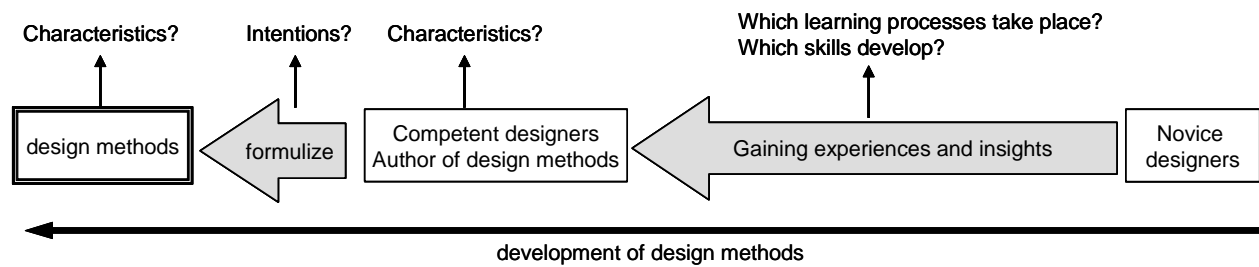 Characteristics?
Intentions?
Characteristics?
Which learning processes take place?
Which skills develop?
design methods
formulize
Competent designers
Author of design methods
Gaining experiences and insights
Novice
designers
development of design methods